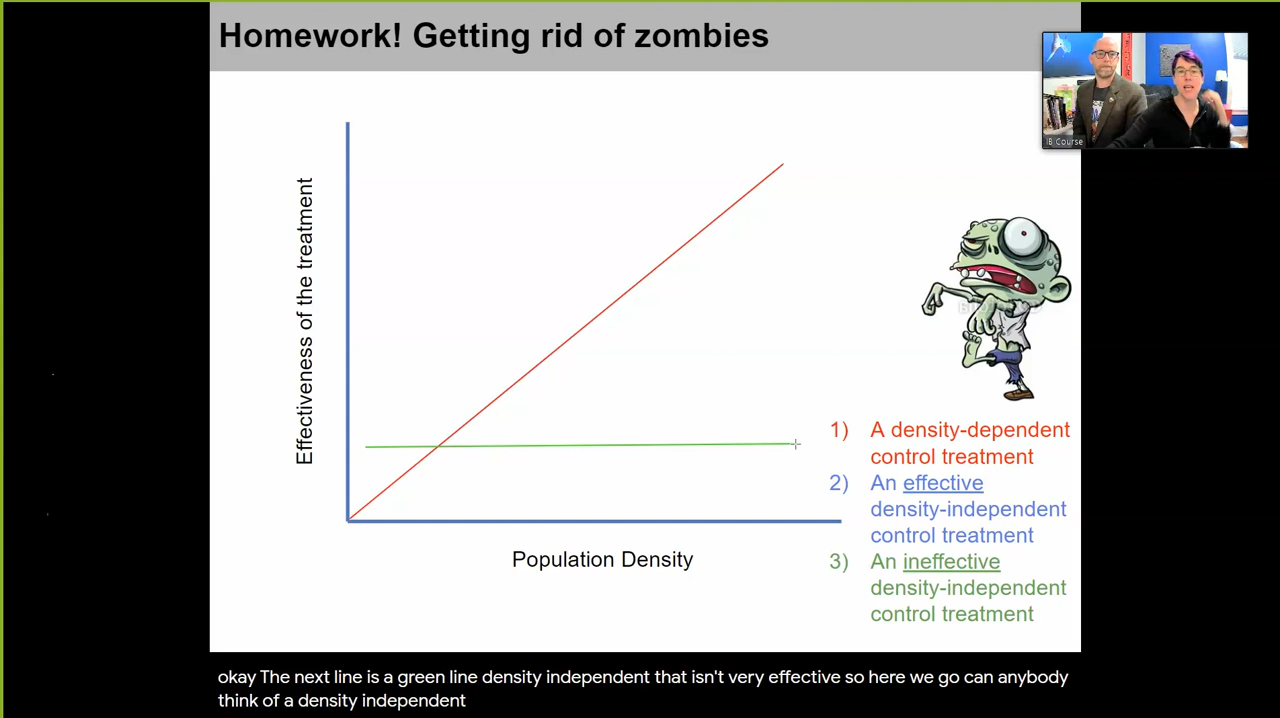 Homework! Getting rid of zombies
IB Course
Effectiveness of the treatment
1) A density-dependent
control treatment
2) An effective
density-independent
control treatment
3) An ineffective
density-independent
control treatment
Population Density
okay The next line is a green line density independent that isn't very effective so here we go can anybody
think of a density independent